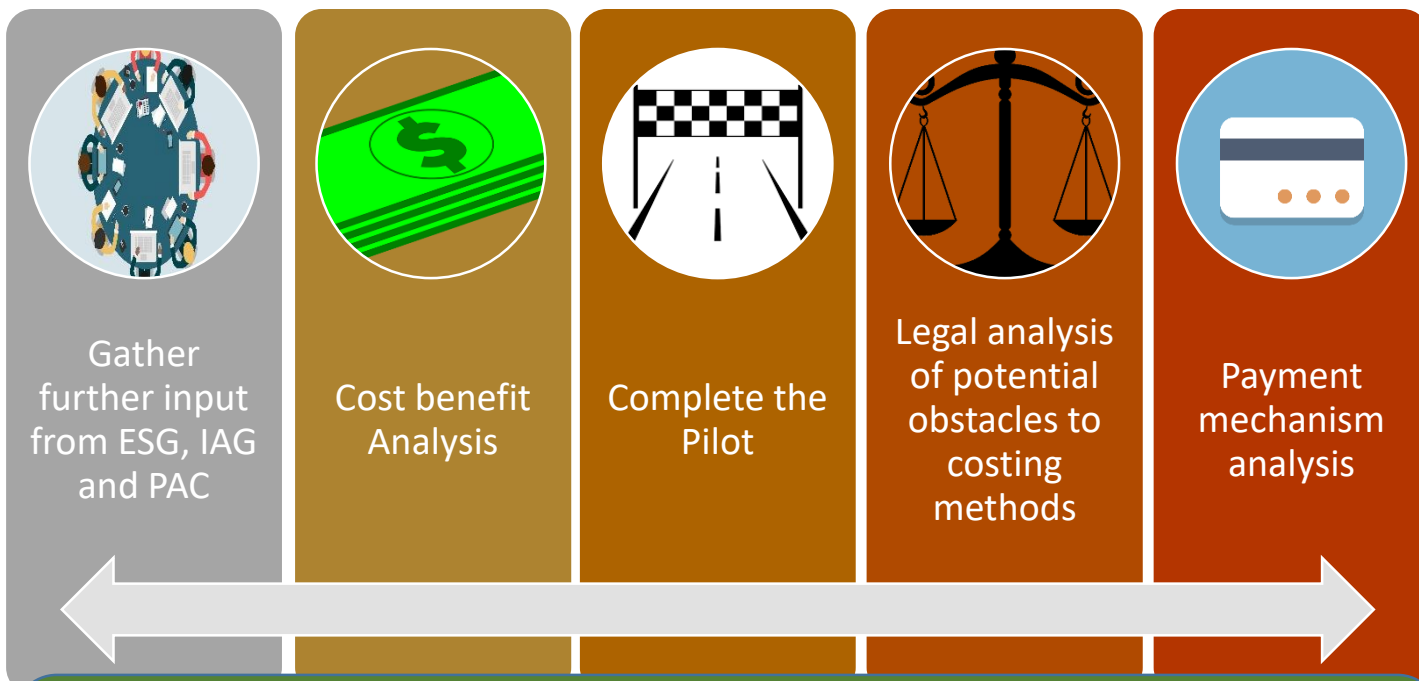 Gather
further input
from ESG, IAG
and PAC
Cost benefit
Analysis
Complete the
Pilot
Legal analysis
of potential
obstacles to
costing
methods
Payment
mechanism
analysis